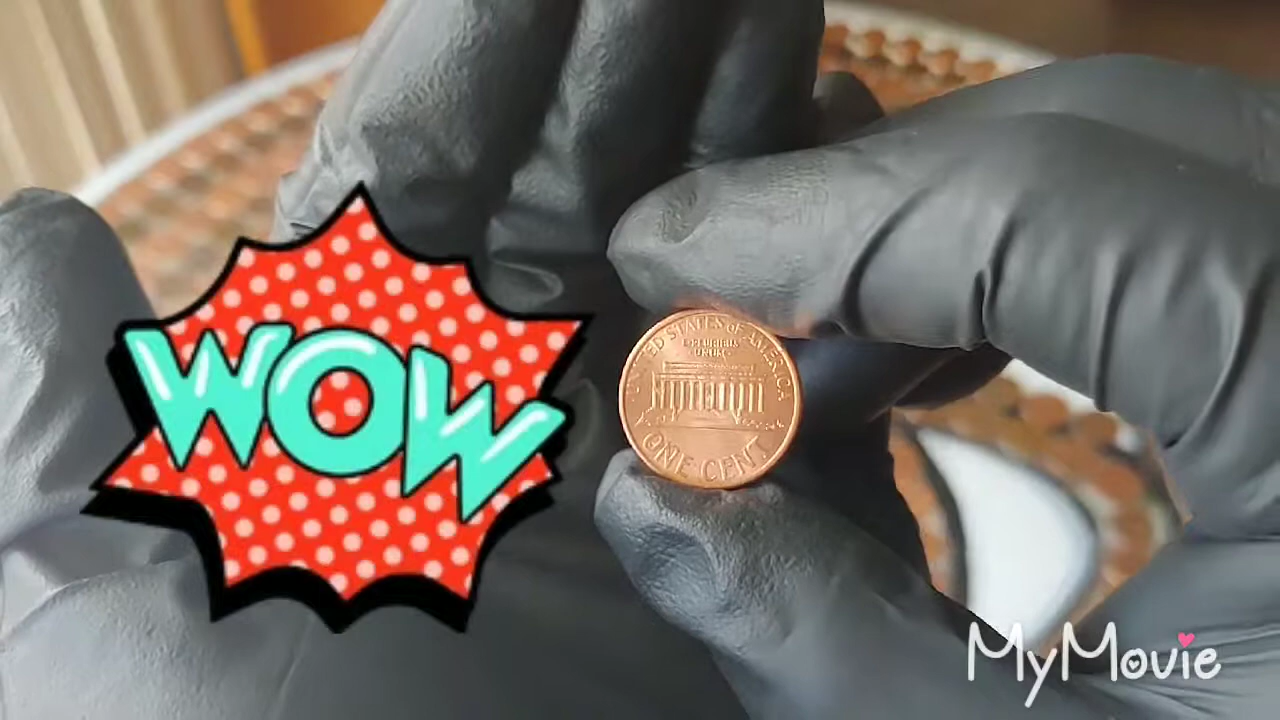 WOW
UNITED STATES OF AMERICA
E PLURIBUS
UNUM
ONE CENT
MyMovie